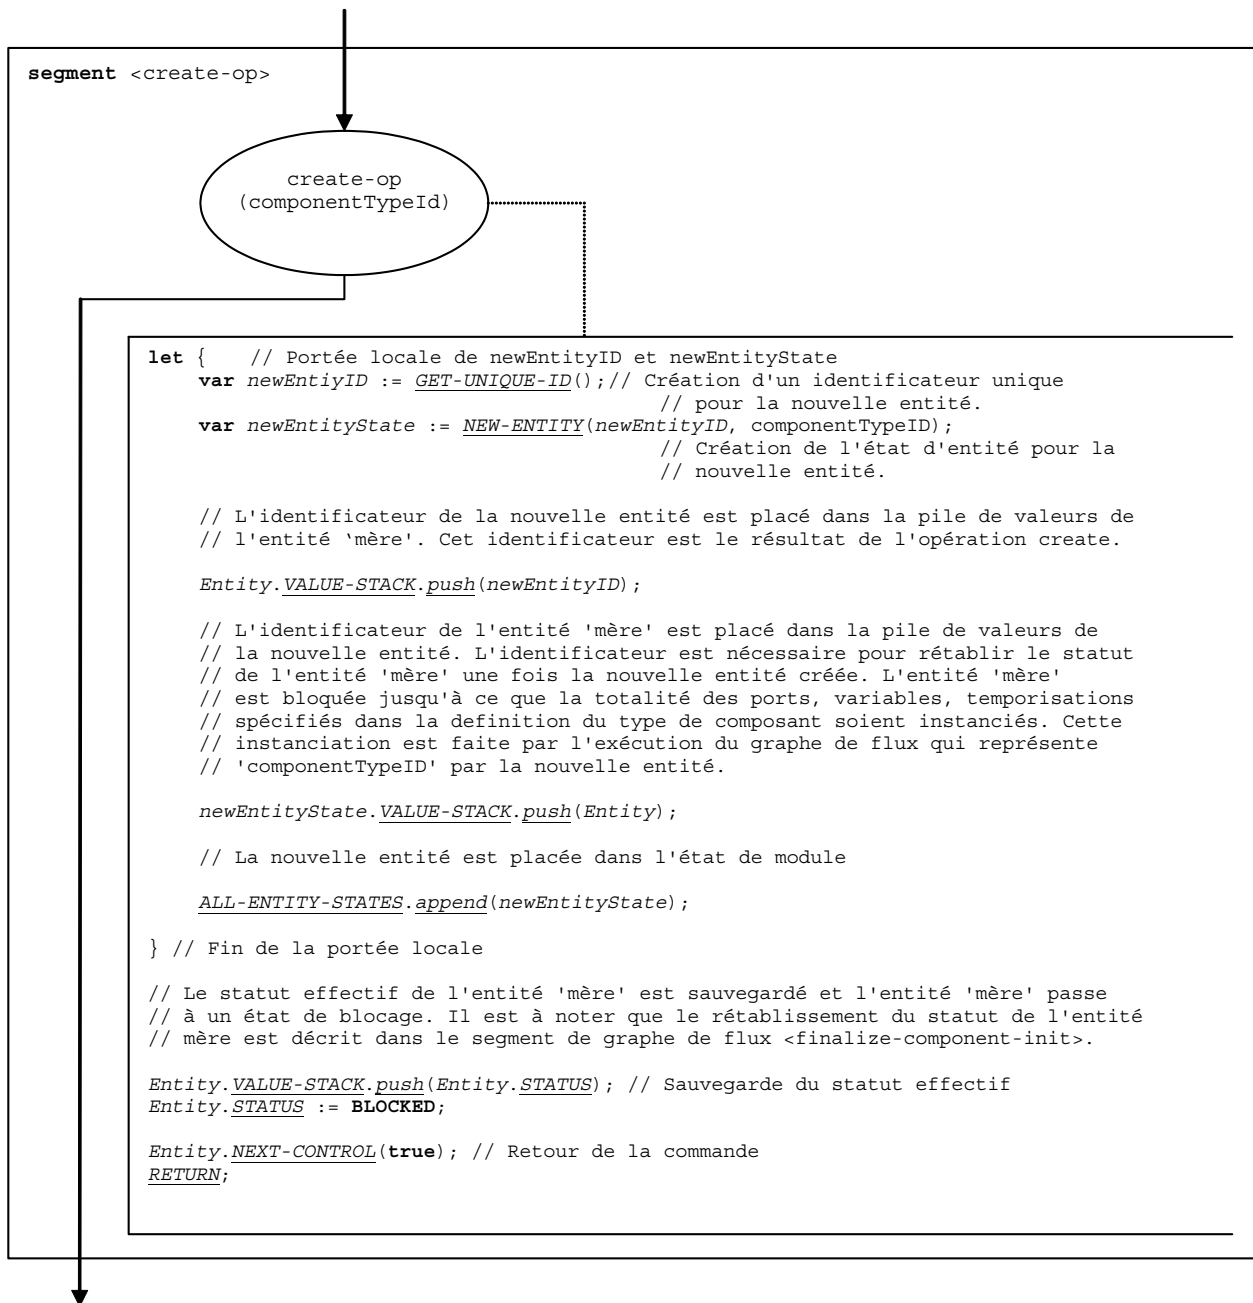 segment <create-op>
create-op
(componentTypeId)
let {    // Portée locale de newEntityID et newEntityState
var newEntiyID := GET-UNIQUE-ID();// Création d'un identificateur unique
// pour la nouvelle entité.
var newEntityState := NEW-ENTITY(newEntityID, componentTypeID);
// Création de l'état d'entité pour la
// nouvelle entité.
// L'identificateur de la nouvelle entité est placé dans la pile de valeurs de
// l'entité ‘mère'. Cet identificateur est le résultat de l'opération create.
Entity.VALUE-STACK.push(newEntityID);
// L'identificateur de l'entité 'mère' est placé dans la pile de valeurs de
// la nouvelle entité. L'identificateur est nécessaire pour rétablir le statut
// de l'entité 'mère' une fois la nouvelle entité créée. L'entité 'mère'
// est bloquée jusqu'à ce que la totalité des ports, variables, temporisations
// spécifiés dans la definition du type de composant soient instanciés. Cette
// instanciation est faite par l'exécution du graphe de flux qui représente
// 'componentTypeID' par la nouvelle entité.
newEntityState.VALUE-STACK.push(Entity);
// La nouvelle entité est placée dans l'état de module
ALL-ENTITY-STATES.append(newEntityState);
} // Fin de la portée locale
// Le statut effectif de l'entité 'mère' est sauvegardé et l'entité 'mère' passe
// à un état de blocage. Il est à noter que le rétablissement du statut de l'entité
// mère est décrit dans le segment de graphe de flux <finalize-component-init>.
Entity.VALUE-STACK.push(Entity.STATUS); // Sauvegarde du statut effectif
Entity.STATUS := BLOCKED;
Entity.NEXT-CONTROL(true); // Retour de la commande
RETURN;